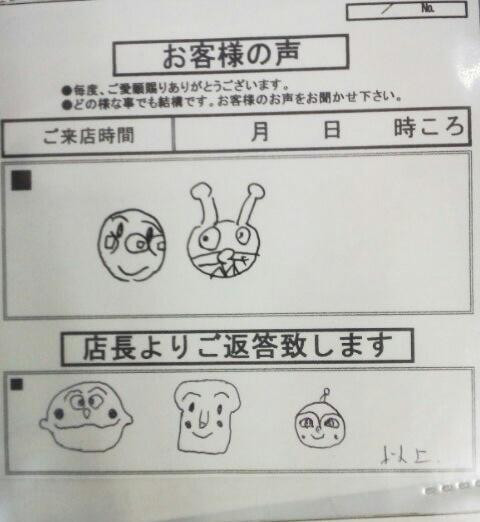 ／ No.
お客様の声
●毎度、ご愛顧賜りありがとうございます。
●どの様な事でも結構です。お客様のお声をお聞かせ下さい。
ご来店時間 月 日 時ころ
店長よりご返答致します